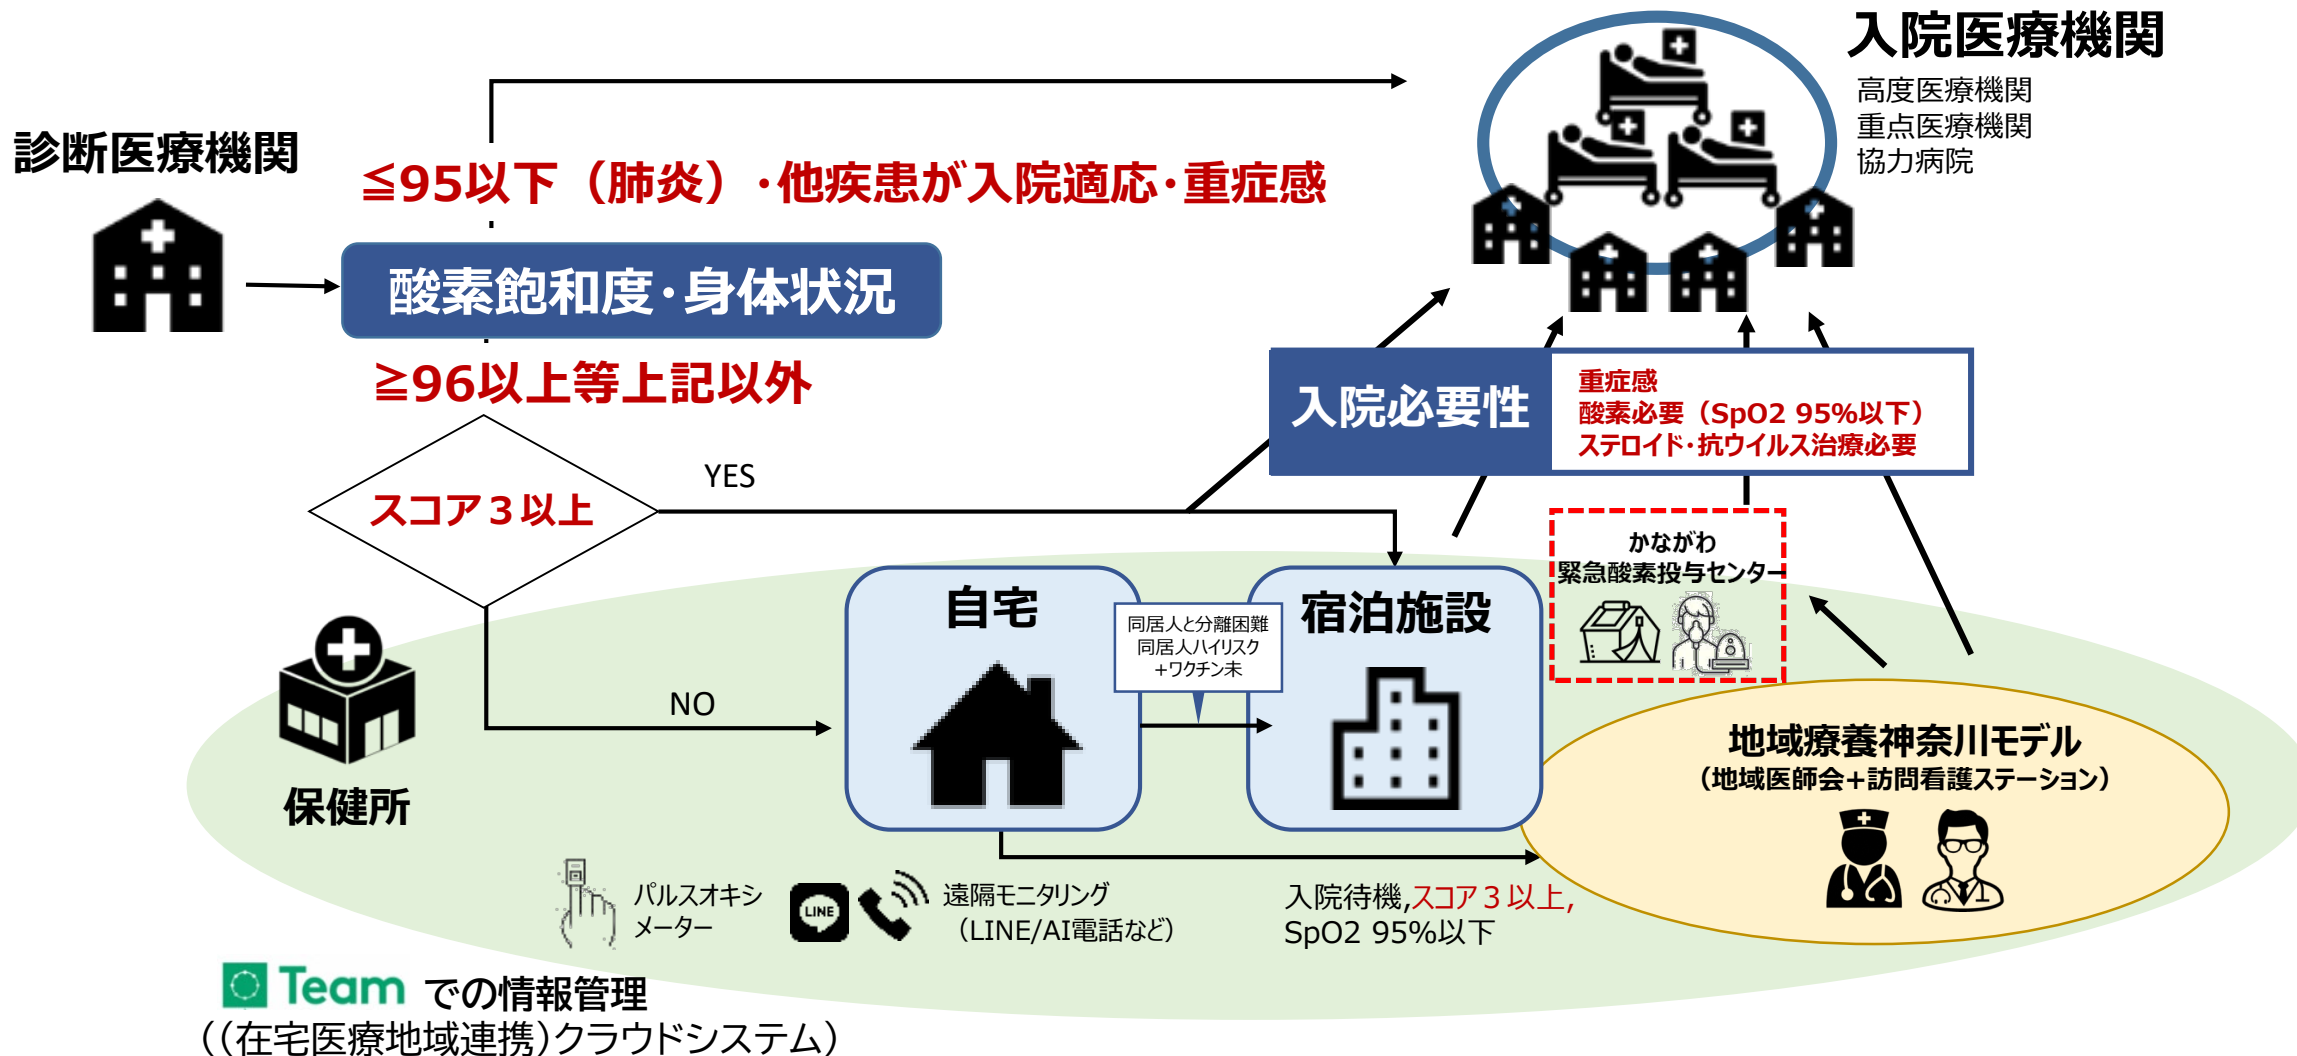 入院医療機関
高度医療機関
重点医療機関
協力病院
診断医療機関
≦95以下（肺炎）・他疾患が入院適応・重症感
酸素飽和度・身体状況
≧96以上等上記以外
入院必要性
重症感
酸素必要（SpO2 95%以下）
ステロイド・抗ウイルス治療必要
スコア３以上
YES
NO
かながわ
緊急酸素投与センター
自宅
同居人と分離困難
同居人ハイリスク
+ワクチン未
宿泊施設
保健所
地域療養神奈川モデル
（地域医師会+訪問看護ステーション）
パルスオキシ
メーター
LINE
遠隔モニタリング
（LINE/AI電話など）
入院待機,スコア３以上,
SpO2 95%以下
Team での情報管理
（(在宅医療地域連携）クラウドシステム）